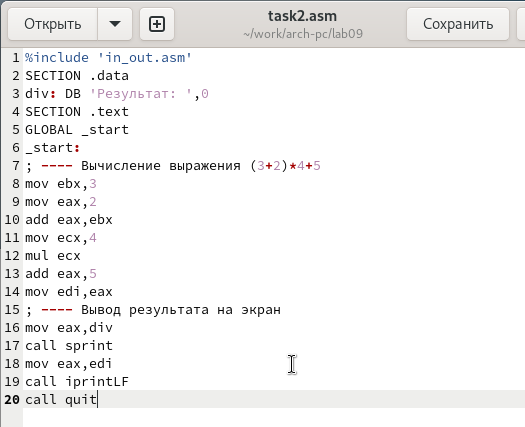 Открыть
task2.asm
~/work/arch-pc/lab09
Сохранить
1 %include 'in_out.asm'
2 SECTION .data
3 div: DB 'Результат: ',0
4 SECTION .text
5 GLOBAL _start
6 _start:
7 ; ---- Вычисление выражения (3+2)*4+5
8 mov ebx,3
9 mov eax,2
10 add eax,ebx
11 mov ecx,4
12 mul ecx
13 add eax,5
14 mov edi,eax
15 ; ---- Вывод результата на экран
16 mov eax,div
17 call sprint
18 mov eax,edi
19 call iprintLF
20 call quit